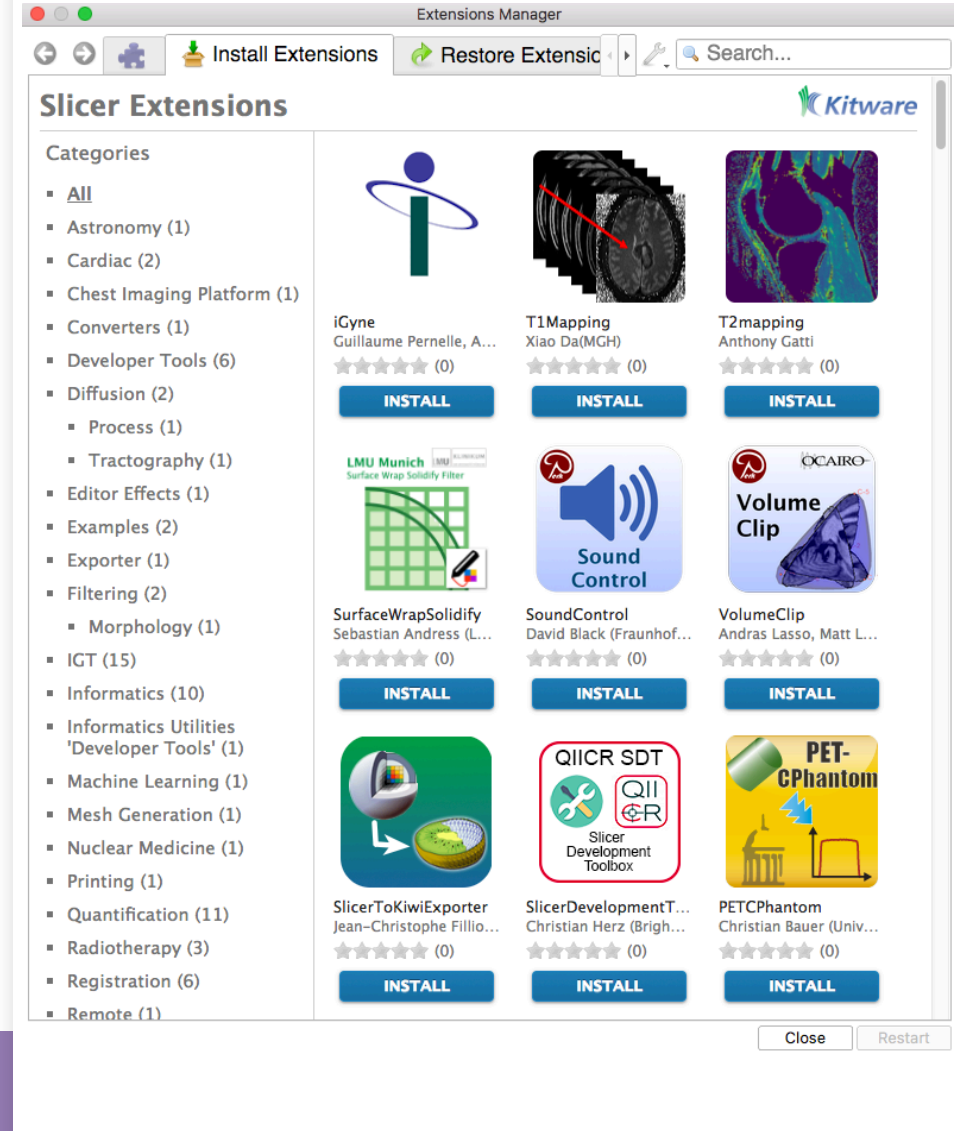 Extensions Manager
Install Extensions
Restore Extensic
Search...
Slicer Extensions
Kitware
Categories
All
Astronomy (1)
Cardiac (2)
Chest Imaging Platform (1)
Converters (1)
Developer Tools (6)
Diffusion (2)
Process (1)
Tractography (1)
Editor Effects (1)
Examples (2)
Exporter (1)
Filtering (2)
Morphology (1)
IGT (15)
Informatics (10)
Informatics Utilities
'Developer Tools' (1)
Machine Learning (1)
Mesh Generation (1)
Nuclear Medicine (1)
Printing (1)
Quantification (11)
Radiotherapy (3)
Registration (6)
Remote (1)
iGyne
Guillaume Pernelle, A...
(0)
INSTALL
T1Mapping
Xiao Da(MGH)
(0)
INSTALL
T2mapping
Anthony Gatti
(0)
INSTALL
LMU Munich
Surface Wrap Solidify Filter
SurfaceWrapSolidify
Sebastian Andress (L...
(0)
INSTALL
Perk
Sound
Control
SoundControl
David Black (Fraunhof...
(0)
INSTALL
Perk
OCAIRO
Volume
Clip
VolumeClip
Andras Lasso, Matt L...
(0)
INSTALL
SlicerToKiwiExporter
Jean-Christophe Fillio...
(0)
INSTALL
QIICR SDT
QII
CR
Slicer
Development
Toolbox
SlicerDevelopmentT...
Christian Herz (Brigh...
(0)
INSTALL
PET-
CPhantom
PETCPhantom
Christian Bauer (Univ...
(0)
INSTALL
Close
Restart